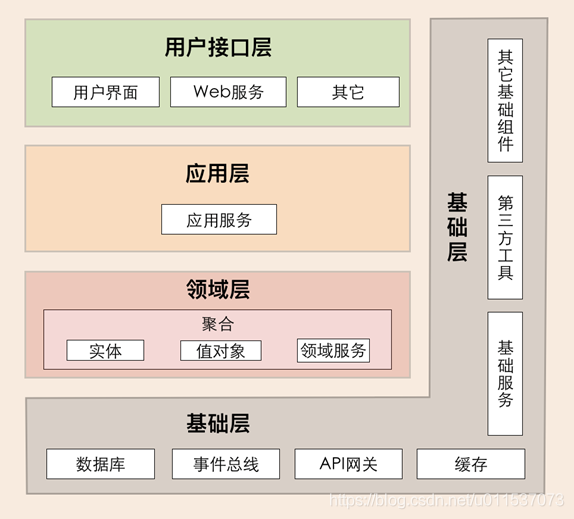 用户接口层
用户界面
Web服务
其它
应用层
应用服务
领域层
聚合
实体
值对象
领域服务
基础层
其它基础组件
第三方工具
基础服务
基础层
数据库
事件总线
API网关
缓存
https://blog.csdn.net/u011537073